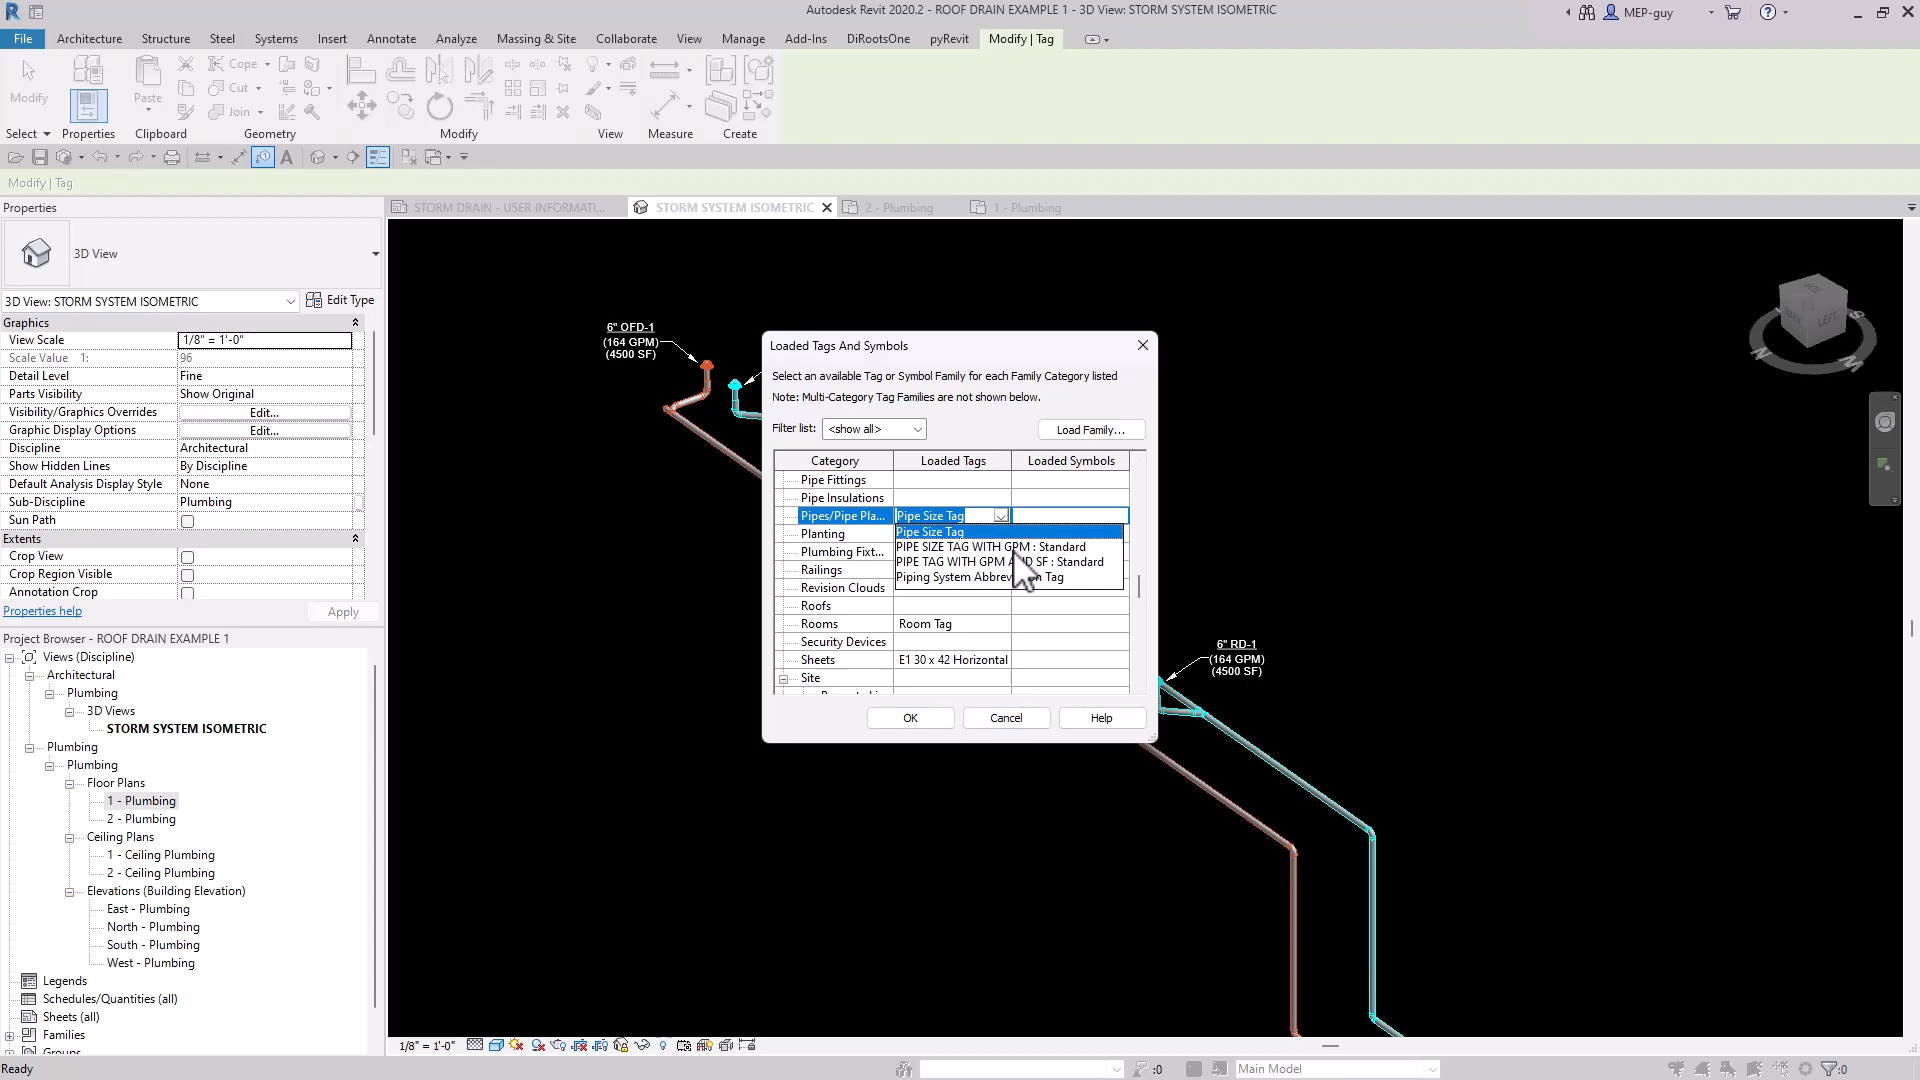 Autodesk Revit 2020.2 - ROOF DRAIN EXAMPLE 1 - 3D View: STORM SYSTEM ISOMETRIC
MEP-guy
File Architecture Structure Steel Systems Insert Annotate Analyze Massing & Site Collaborate View Manage Add-Ins DiRootsOne pyRevit Modify | Tag
Cope
Cut
Modify Paste
Join
Select Properties Clipboard Geometry Modify View Measure Create
Modify | Tag
Properties
STORM DRAIN - USER INFORMATI... STORM SYSTEM ISOMETRIC 2 - Plumbing 1 - Plumbing
3D View
3D View: STORM SYSTEM ISOMETRIC Edit Type
Graphics
View Scale 1/8" = 1'-0"
Scale Value 1: 96
Detail Level Fine
Parts Visibility Show Original
Visibility/Graphics Overrides Edit...
Graphic Display Options Edit...
Discipline Architectural
Show Hidden Lines By Discipline
Default Analysis Display Style None
Sub-Discipline Plumbing
Sun Path
Extents
Crop View
Crop Region Visible
Annotation Crop
Properties help Apply
Project Browser - ROOF DRAIN EXAMPLE 1
Views (Discipline)
Architectural
Plumbing
3D Views
STORM SYSTEM ISOMETRIC
Plumbing
Plumbing
Floor Plans
1 - Plumbing
2 - Plumbing
Ceiling Plans
1 - Ceiling Plumbing
2 - Ceiling Plumbing
Elevations (Building Elevation)
East - Plumbing
North - Plumbing
South - Plumbing
West - Plumbing
Legends
Schedules/Quantities (all)
Sheets (all)
Families
Groups
6" OFD-1
(164 GPM)
(4500 SF)
BACK LEFT
N M S
Loaded Tags And Symbols
Select an available Tag or Symbol Family for each Family Category listed
Note: Multi-Category Tag Families are not shown below.
Filter list: <show all> Load Family...
Category Loaded Tags Loaded Symbols
Pipe Fittings
Pipe Insulations
Pipes/Pipe Pla... Pipe Size Tag
Planting
Plumbing Fixt...
Railings
Revision Clouds
Roofs
Rooms Room Tag
Security Devices
Sheets E1 30 x 42 Horizontal
Site
Pipe Size Tag
PIPE SIZE TAG WITH GPM : Standard
PIPE TAG WITH GPM AND SF : Standard
Piping System Abbrev Tag
OK Cancel Help
6" RD-1
(164 GPM)
(4500 SF)
1/8" = 1'-0"
Ready :0 Main Model :0